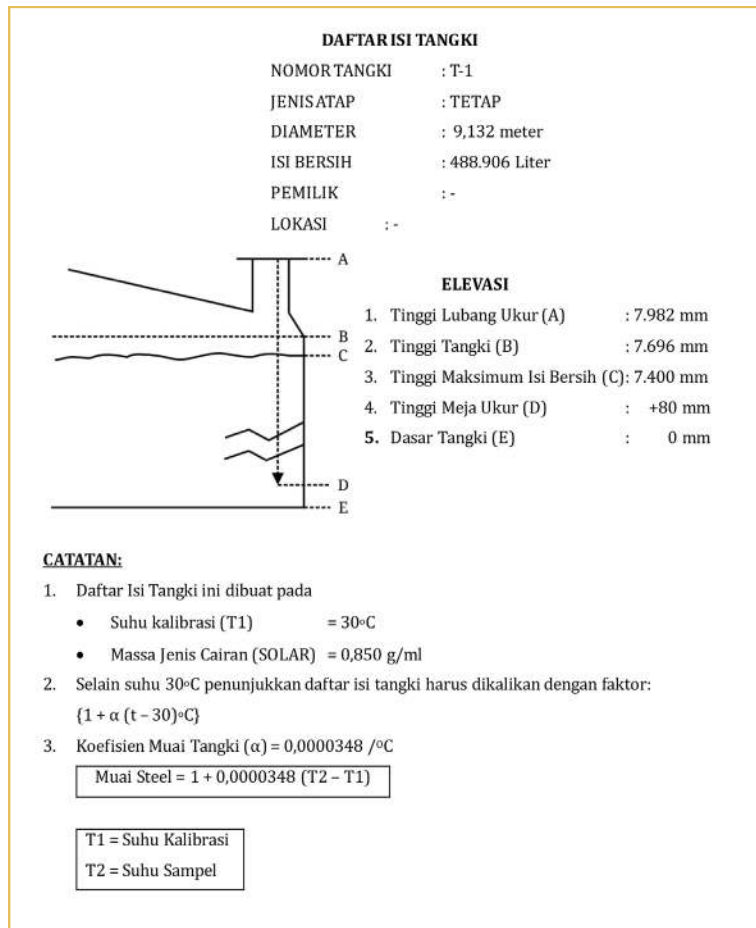 DAFTAR ISI TANGKI
NOMOR TANGKI : T-1
JENIS ATAP : TETAP
DIAMETER : 9,132 meter
ISI BERSIH : 488.906 Liter
PEMILIK : -
LOKASI : -
A
B
C
D
E
ELEVASI
1. Tinggi Lubang Ukur (A) : 7.982 mm
2. Tinggi Tangki (B) : 7.696 mm
3. Tinggi Maksimum Isi Bersih (C): 7.400 mm
4. Tinggi Meja Ukur (D) : +80 mm
5. Dasar Tangki (E) : 0 mm
CATATAN:
1. Daftar Isi Tangki ini dibuat pada
• Suhu kalibrasi (T1) = 30°C
• Massa Jenis Cairan (SOLAR) = 0,850 g/ml
2. Selain suhu 30°C penunjukkan daftar isi tangki harus dikalikan dengan faktor:
{1 + α (t – 30)°C}
3. Koefisien Muai Tangki (α) = 0,0000348 /°C
Muai Steel = 1 + 0,0000348 (T2 – T1)
T1 = Suhu Kalibrasi
T2 = Suhu Sampel